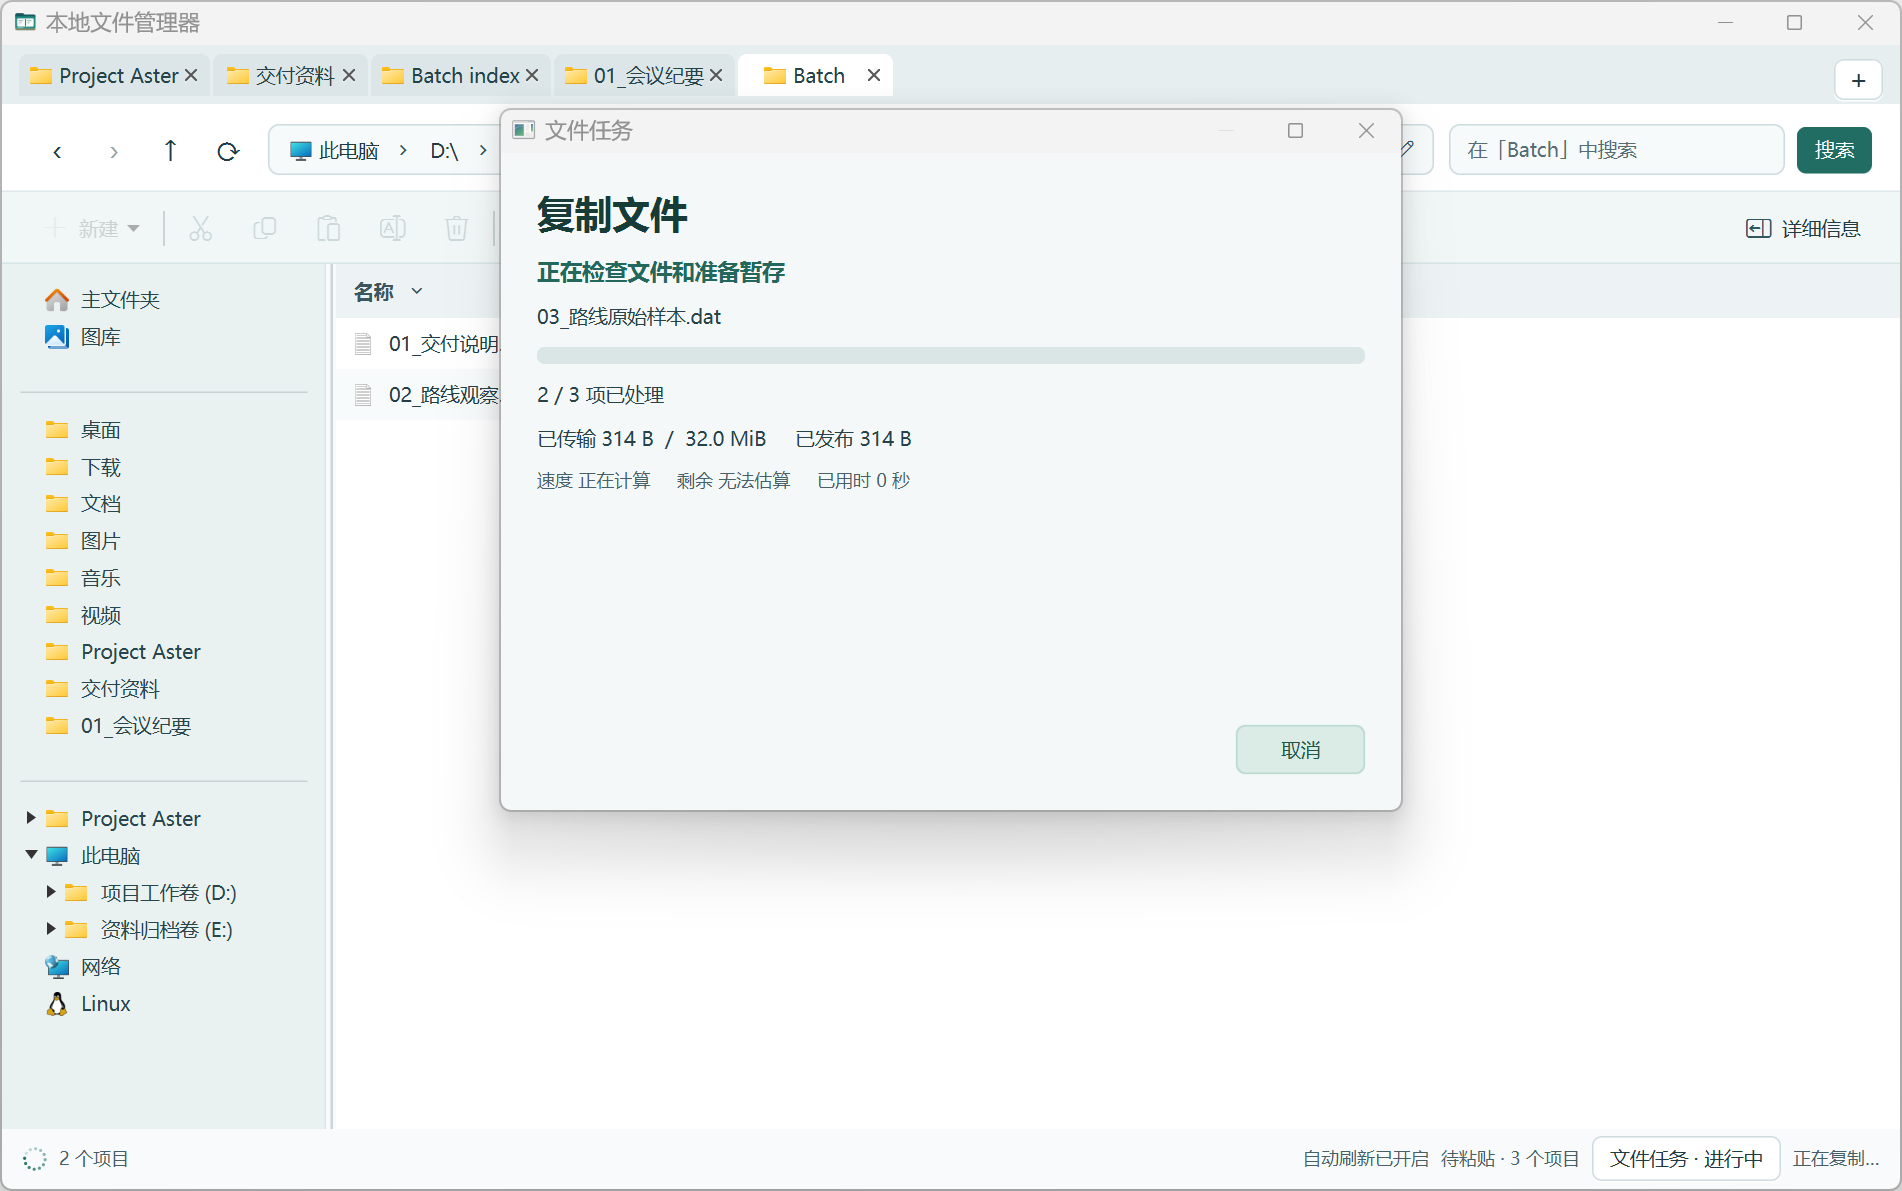 本地文件管理器
Project Aster
交付资料
Batch index
01_会议纪要
Batch
此电脑 › D:\ ›
在「Batch」中搜索
搜索
新建
详细信息
主文件夹
图库
桌面
下载
文档
图片
音乐
视频
Project Aster
交付资料
01_会议纪要
Project Aster
此电脑
项目工作卷 (D:)
资料归档卷 (E:)
网络
Linux
名称
01_交付说明.
02_路线观察.
文件任务
复制文件
正在检查文件和准备暂存
03_路线原始样本.dat
2 / 3 项已处理
已传输 314 B / 32.0 MiB 已发布 314 B
速度 正在计算 剩余 无法估算 已用时 0 秒
取消
2 个项目
自动刷新已开启 待粘贴 · 3 个项目 文件任务 · 进行中 正在复制...